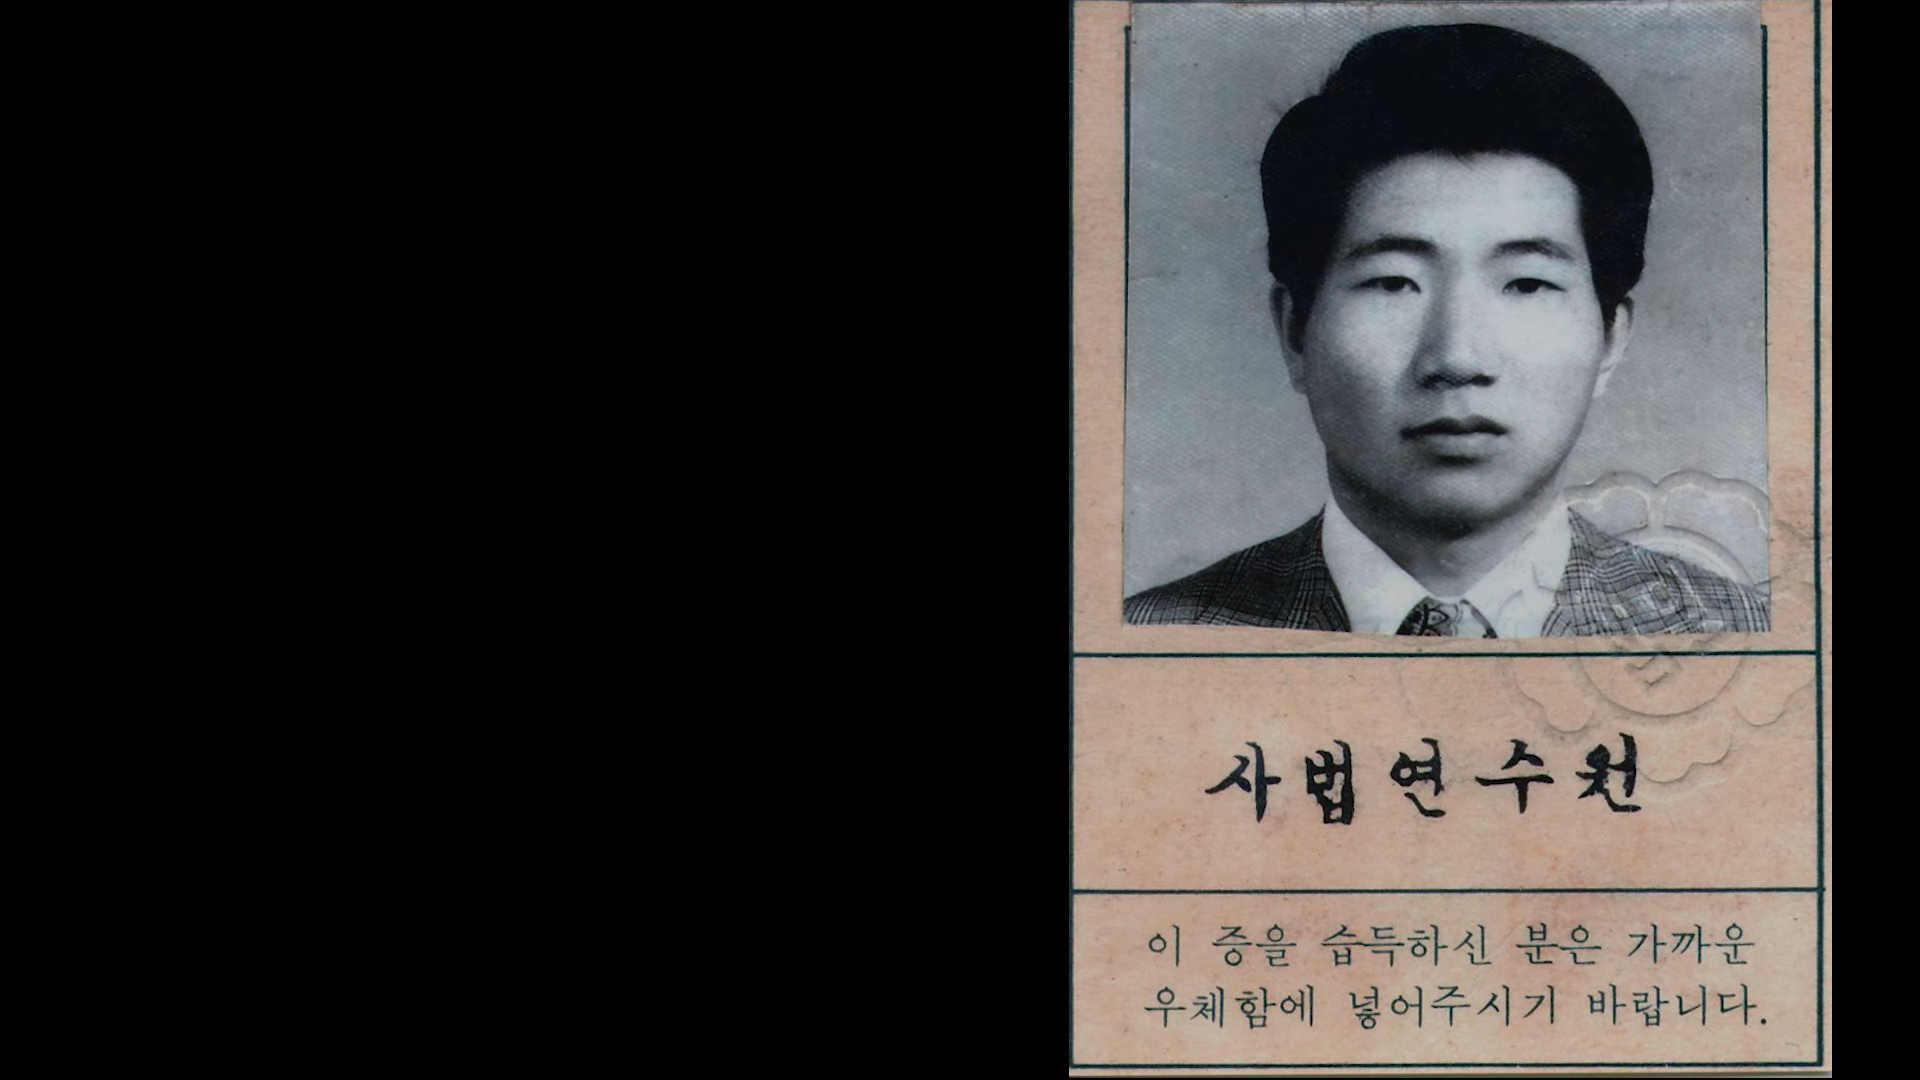 사법연수원
이 증을 습득하신 분은 가까운
우체함에 넣어주시기 바랍니다.